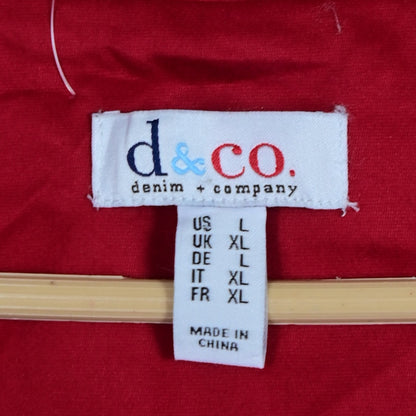 d&co.
denim + company
US L
UK XL
DE L
IT XL
FR XL
MADE IN
CHINA